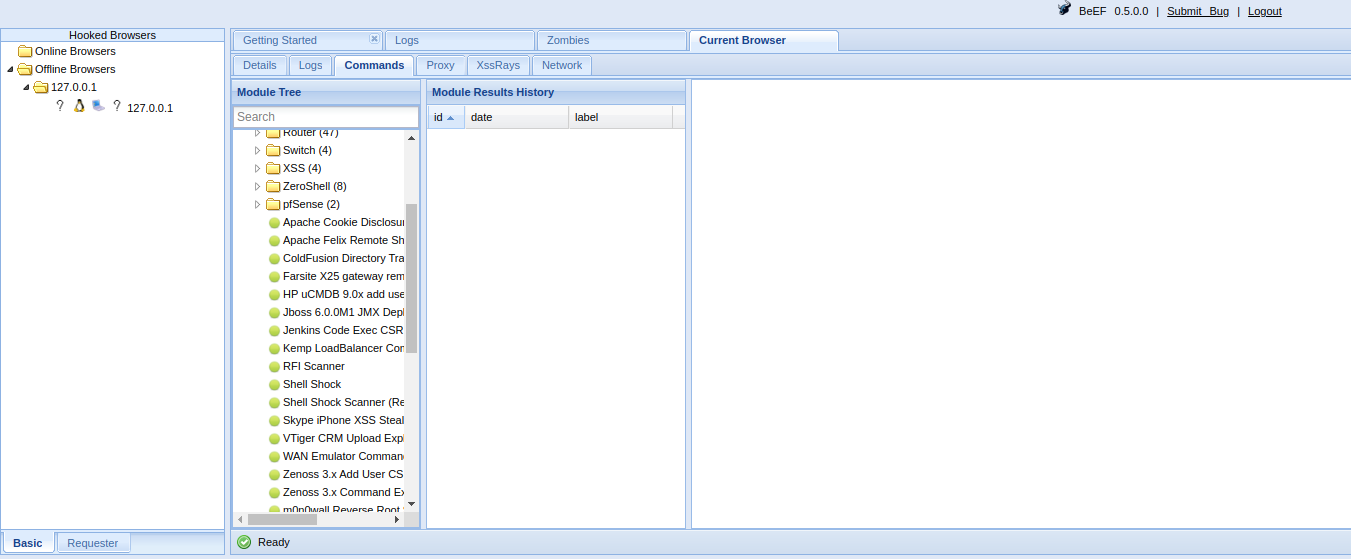 BeEF 0.5.0.0 | Submit Bug | Logout
Hooked Browsers
Online Browsers
Offline Browsers
127.0.0.1
? ? 127.0.0.1
Basic
Requester
Getting Started
Logs
Zombies
Current Browser
Details
Logs
Commands
Proxy
XssRays
Network
Module Tree
Search
Router (47)
Switch (4)
XSS (4)
ZeroShell (8)
pfSense (2)
Apache Cookie Disclosur
Apache Felix Remote Sh
ColdFusion Directory Tra
Farsite X25 gateway rem
HP uCMDB 9.0x add use
Jboss 6.0.0M1 JMX Depl
Jenkins Code Exec CSR
Kemp LoadBalancer Con
RFI Scanner
Shell Shock
Shell Shock Scanner (Re
Skype iPhone XSS Steal
VTiger CRM Upload Expl
WAN Emulator Comman
Zenoss 3.x Add User CS
Zenoss 3.x Command Ex
m0n0wall Reverse Root
Module Results History
id date label
Ready